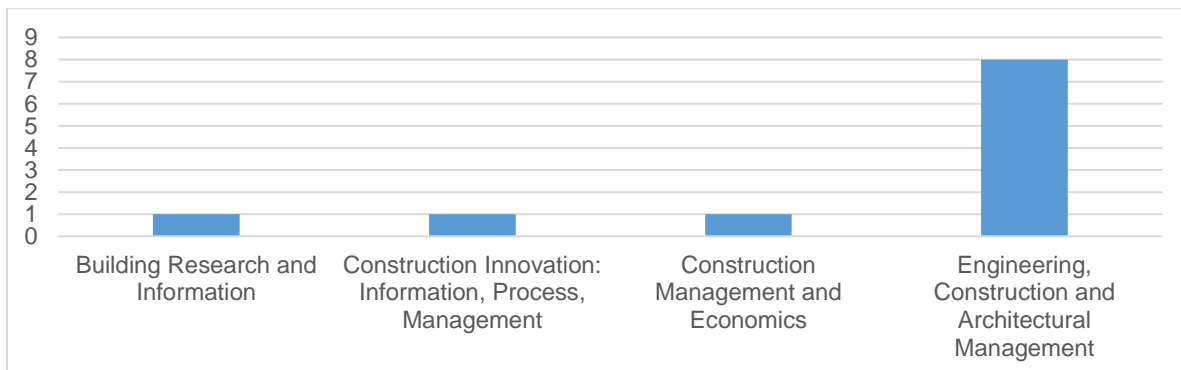 9
8
7
6
5
4
3
2
1
0
Building Research and
Information
Construction Innovation:
Information, Process,
Management
Construction
Management and
Economics
Engineering,
Construction and
Architectural
Management